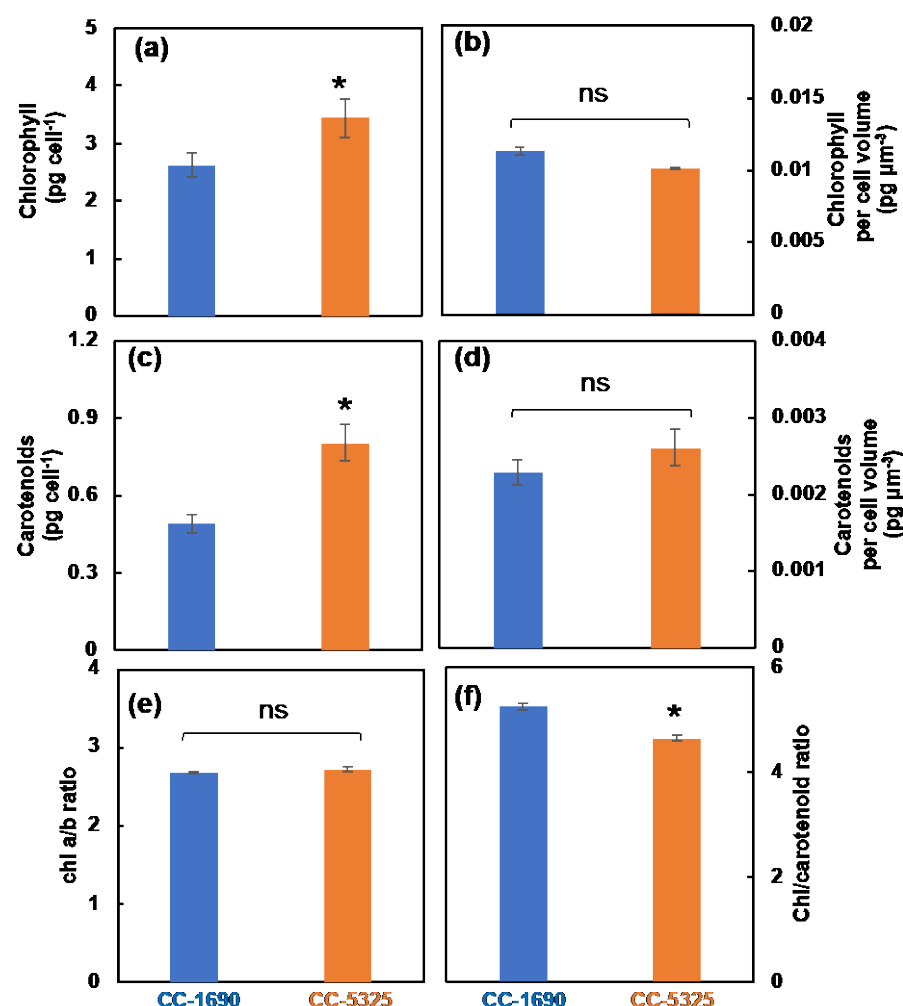 (a)
Chlorophyll
(pg cell⁻¹)
5
4
3
2
1
0
*
(b)
ns
0.02
0.015
0.01
0.005
0
Chlorophyll
per cell volume
(pg µm⁻³)
(c)
Carotenoids
(pg cell⁻¹)
1.2
0.9
0.6
0.3
0
*
(d)
ns
0.004
0.003
0.002
0.001
0
Carotenoids
per cell volume
(pg µm⁻³)
(e)
chl a/b ratio
4
3
2
1
0
ns
CC-1690
CC-5325
(f)
*
6
4
2
0
Chl/carotenoid ratio
CC-1690
CC-5325